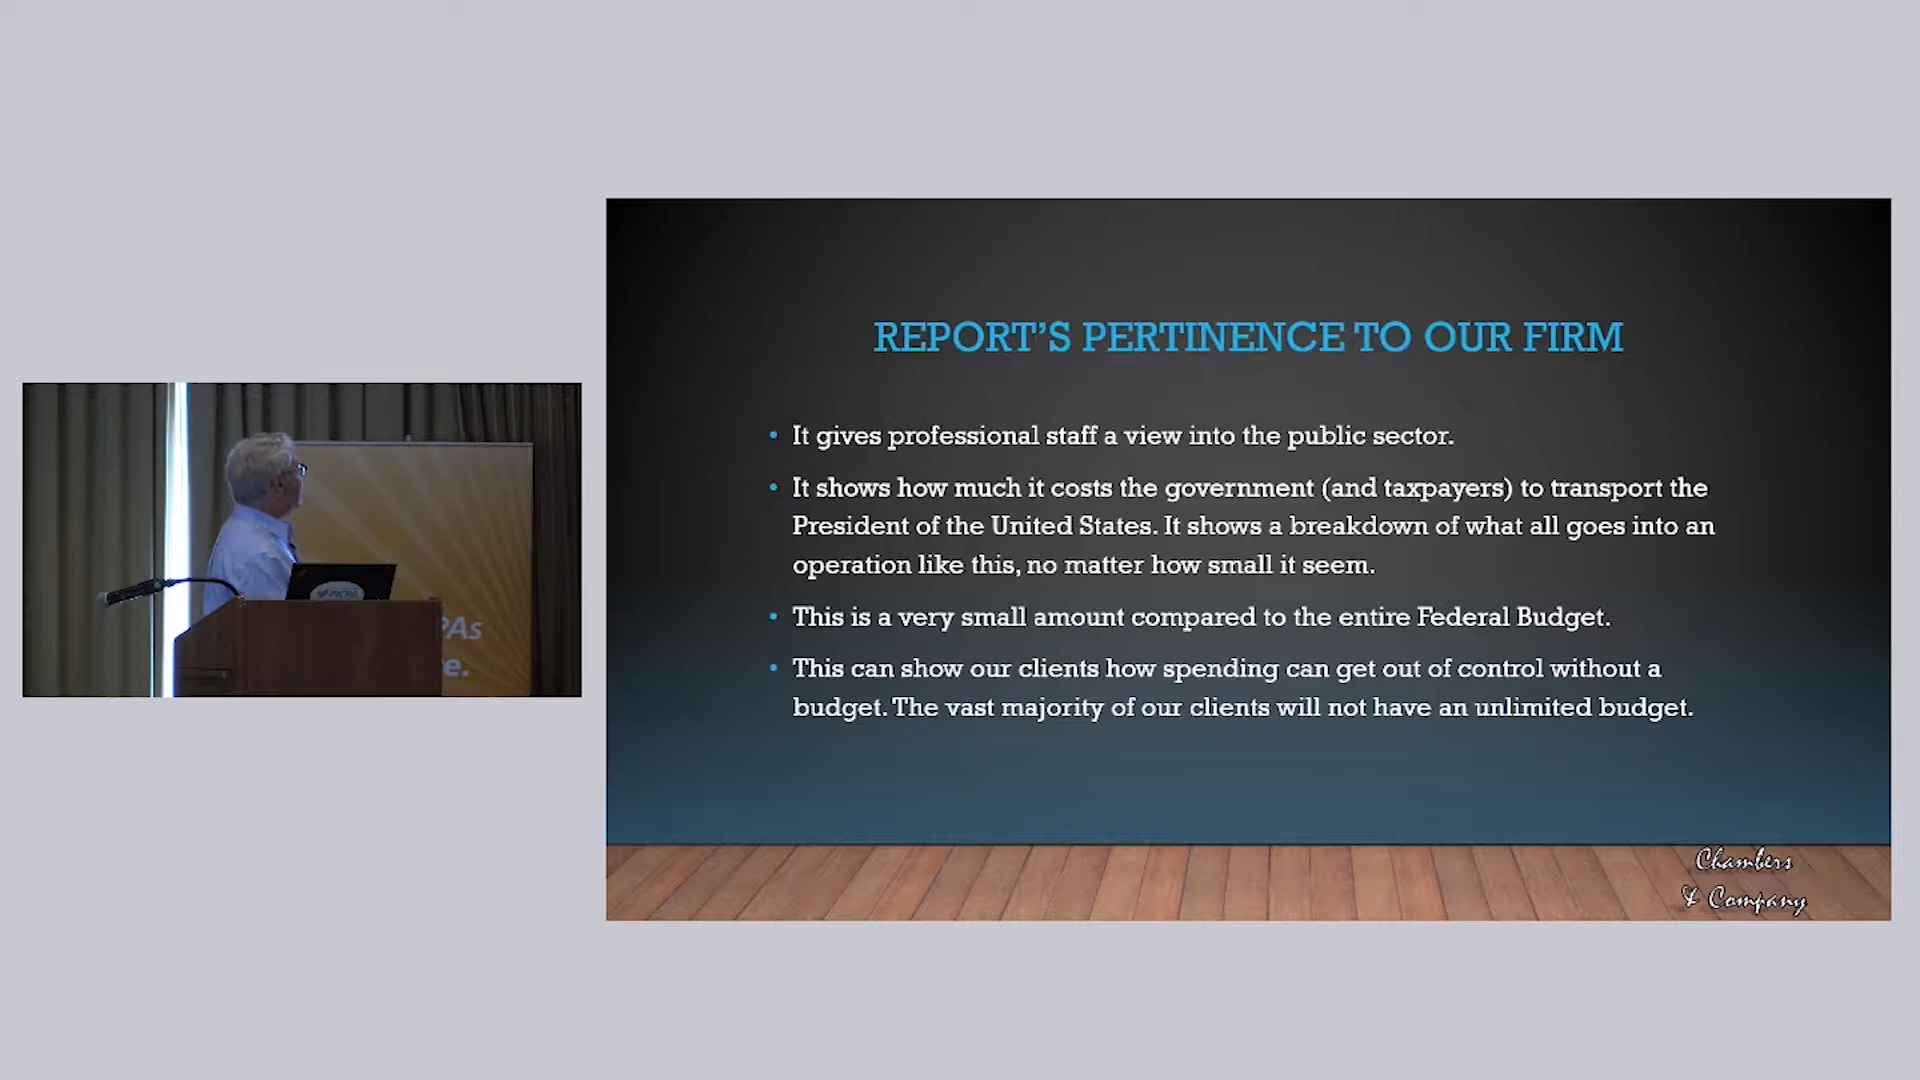 REPORT'S PERTINENCE TO OUR FIRM
• It gives professional staff a view into the public sector.
• It shows how much it costs the government (and taxpayers) to transport the
President of the United States. It shows a breakdown of what all goes into an
operation like this, no matter how small it seem.
• This is a very small amount compared to the entire Federal Budget.
• This can show our clients how spending can get out of control without a
budget. The vast majority of our clients will not have an unlimited budget.
Chambers
& Company
PAs
e.